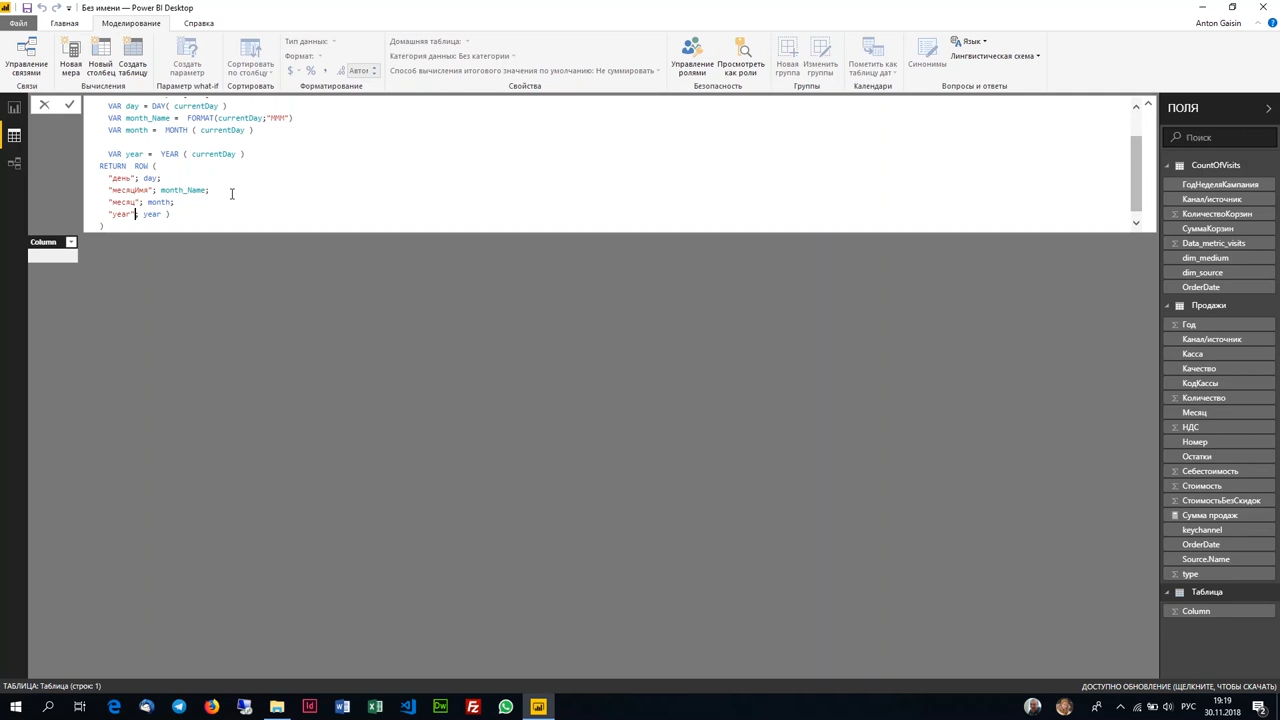 Без имени — Power BI Desktop
Файл
Главная
Моделирование
Справка
Anton Gaisin
Управление связями
Новая мера
Новый столбец
Создать таблицу
Создать параметр
Сортировать по столбцу
Тип данных:
Формат:
$ % , Авто
Домашняя таблица:
Категория данных: Без категории
Способ вычисления итогового значения по умолчанию: Не суммировать
Управление ролями
Просмотреть как роли
Новая группа
Изменить группы
Пометить как таблицу дат
Синонимы
Язык
Лингвистическая схема
Связи
Вычисления
Параметр what-if
Сортировать
Форматирование
Свойства
Безопасность
Группы
Календари
Вопросы и ответы
VAR day = DAY( currentDay )
VAR month_Name = FORMAT(currentDay;"MMM")
VAR month = MONTH ( currentDay )
VAR year = YEAR ( currentDay )
RETURN ROW (
"день"; day;
"месяцИмя"; month_Name;
"месяц"; month;
"year"; year )
)
Column
ПОЛЯ
Поиск
CountOfVisits
ГодНеделяКампания
Канал/источник
КоличествоКорзин
СуммаКорзин
Data_metric_visits
dim_medium
dim_source
OrderDate
Продажи
Год
Канал/источник
Касса
Качество
КодКассы
Количество
Месяц
НДС
Номер
Остатки
Себестоимость
Стоимость
СтоимостьБезСкидок
Сумма продаж
keychannel
OrderDate
Source.Name
type
Таблица
Column
ТАБЛИЦА: Таблица (строк: 1)
ДОСТУПНО ОБНОВЛЕНИЕ (ЩЕЛКНИТЕ, ЧТОБЫ СКАЧАТЬ)
РУС
19:19
30.11.2018